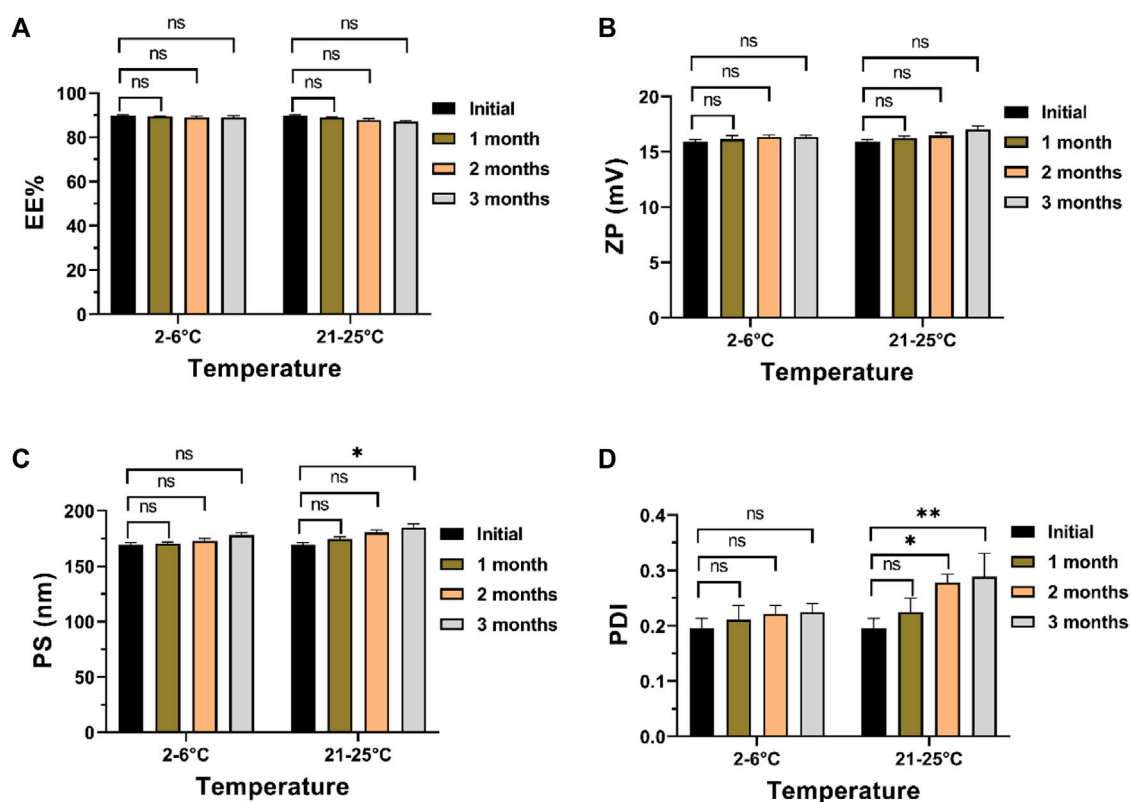 A
ns
ns
ns
ns
ns
ns
100
80
60
40
20
0
EE%
2-6°C
21-25°C
Temperature
Initial
1 month
2 months
3 months
B
ns
ns
ns
ns
ns
ns
20
15
10
5
0
ZP (mV)
2-6°C
21-25°C
Temperature
Initial
1 month
2 months
3 months
C
ns
ns
ns
*
ns
ns
200
150
100
50
0
PS (nm)
2-6°C
21-25°C
Temperature
Initial
1 month
2 months
3 months
D
ns
ns
ns
**
*
ns
0.4
0.3
0.2
0.1
0.0
PDI
2-6°C
21-25°C
Temperature
Initial
1 month
2 months
3 months